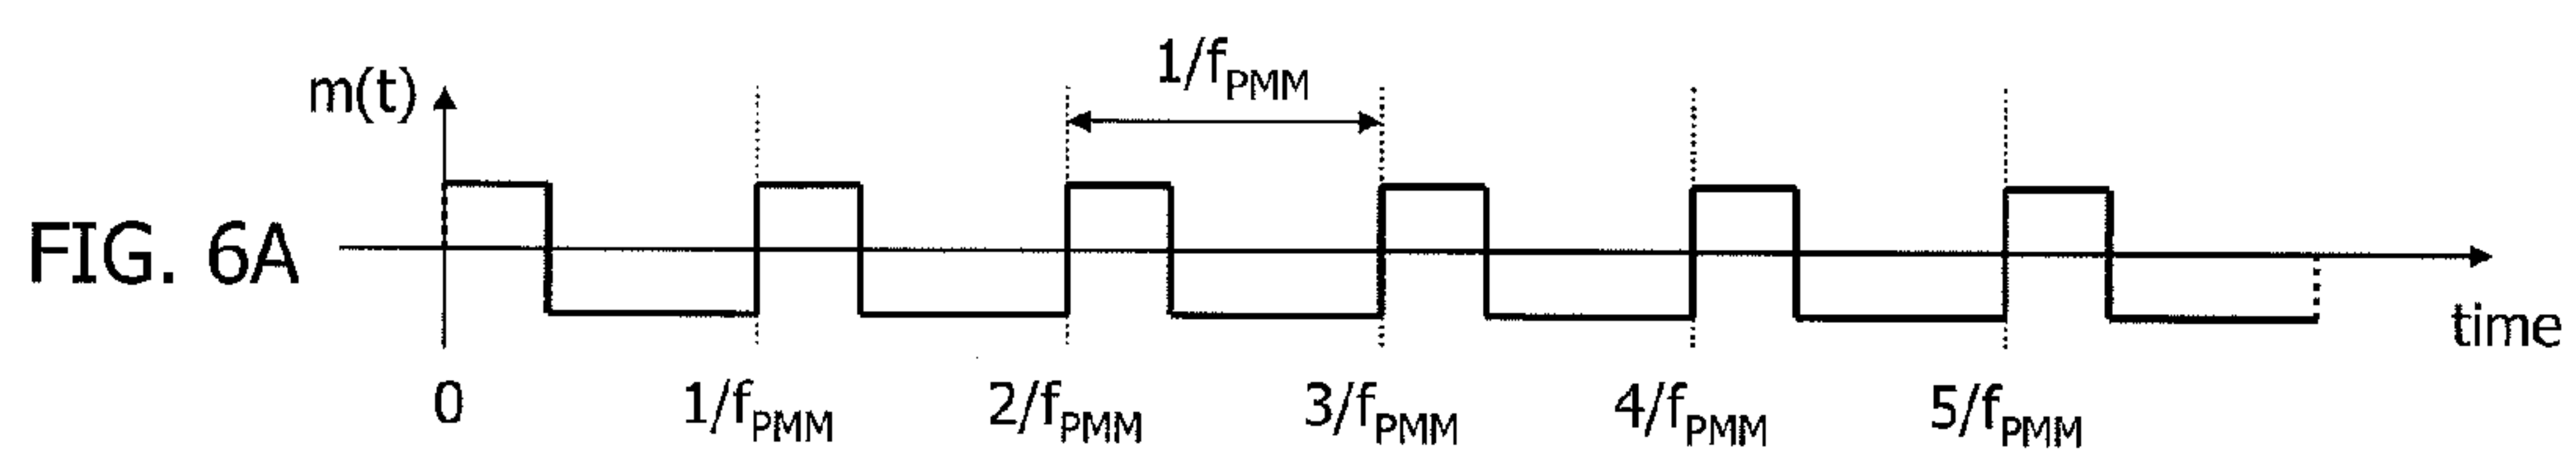 1/fPMM
m(t)
FIG. 6A
time
0 1/fPMM 2/fPMM 3/fPMM 4/fPMM 5/fPMM